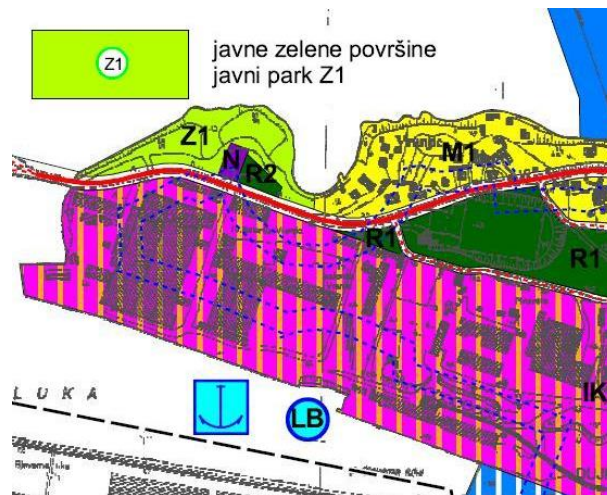 Z1
javne zelene površine
javni park Z1
Z1
N
R2
M1
R1
R1
IK
L U K A
LB